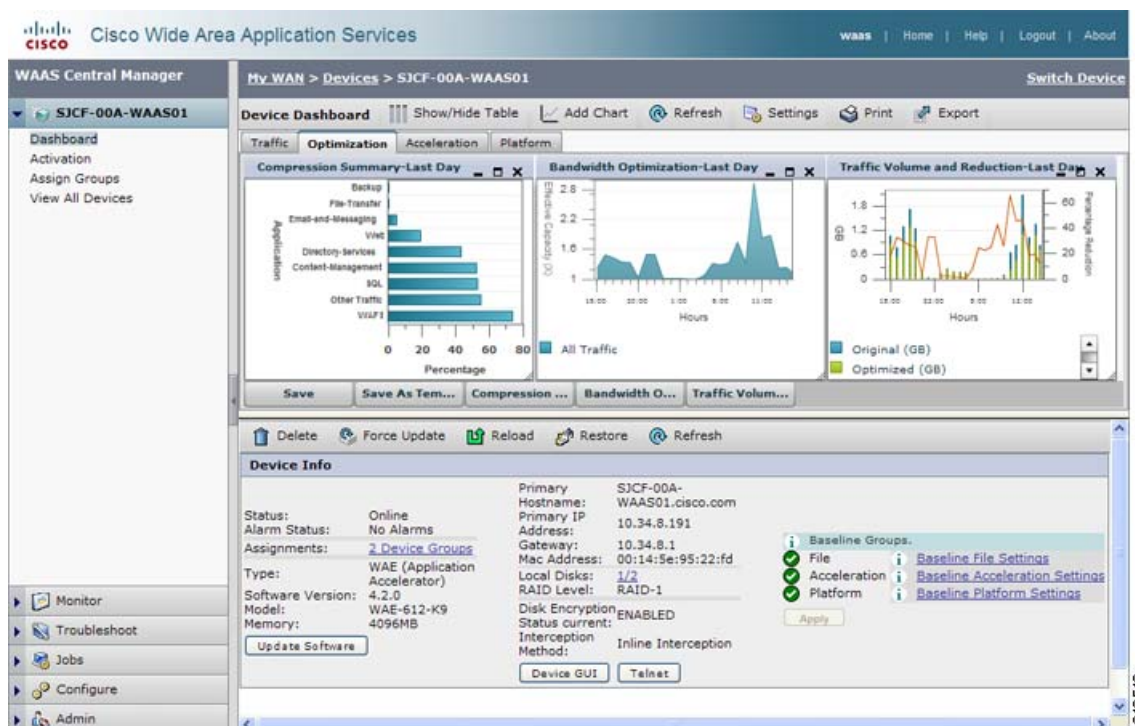 CISCO
Cisco Wide Area Application Services
waas | Home | Help | Logout | About
WAAS Central Manager
SJCF-00A-WAAS01
Dashboard
Activation
Assign Groups
View All Devices
Monitor
Troubleshoot
Jobs
Configure
Admin
My WAN > Devices > SJCF-00A-WAAS01
Switch Device
Device Dashboard
Show/Hide Table
Add Chart
Refresh
Settings
Print
Export
Traffic
Optimization
Acceleration
Platform
Compression Summary-Last Day
Application
Backup
File-Transfer
Email-and-Messaging
Web
Directory-Services
Content-Management
SQL
Other Traffic
WAFS
0 20 40 60 80
Percentage
Bandwidth Optimization-Last Day
Effective Capacity (X)
2.8
2.2
1.6
1
1:00
11:00
Hours
All Traffic
Traffic Volume and Reduction-Last Day
GB
1.8
1.2
0.6
0
60
40
20
0
Percentage Reduction
Hours
Original (GB)
Optimized (GB)
Save
Save As Tem...
Compression ...
Bandwidth O...
Traffic Volum...
Delete
Force Update
Reload
Restore
Refresh
Device Info
Status: Online
Alarm Status: No Alarms
Assignments: 2 Device Groups
Type: WAE (Application
Accelerator)
Software Version: 4.2.0
Model: WAE-612-K9
Memory: 4096MB
Update Software
Primary SJCF-00A-
Hostname: WAAS01.cisco.com
Primary IP
Address: 10.34.8.191
Gateway: 10.34.8.1
Mac Address: 00:14:5e:95:22:fd
Local Disks: 1/2
RAID Level: RAID-1
Disk Encryption
Status current: ENABLED
Interception
Method: Inline Interception
Device GUI
Telnet
Baseline Groups.
File Baseline File Settings
Acceleration Baseline Acceleration Settings
Platform Baseline Platform Settings
Apply